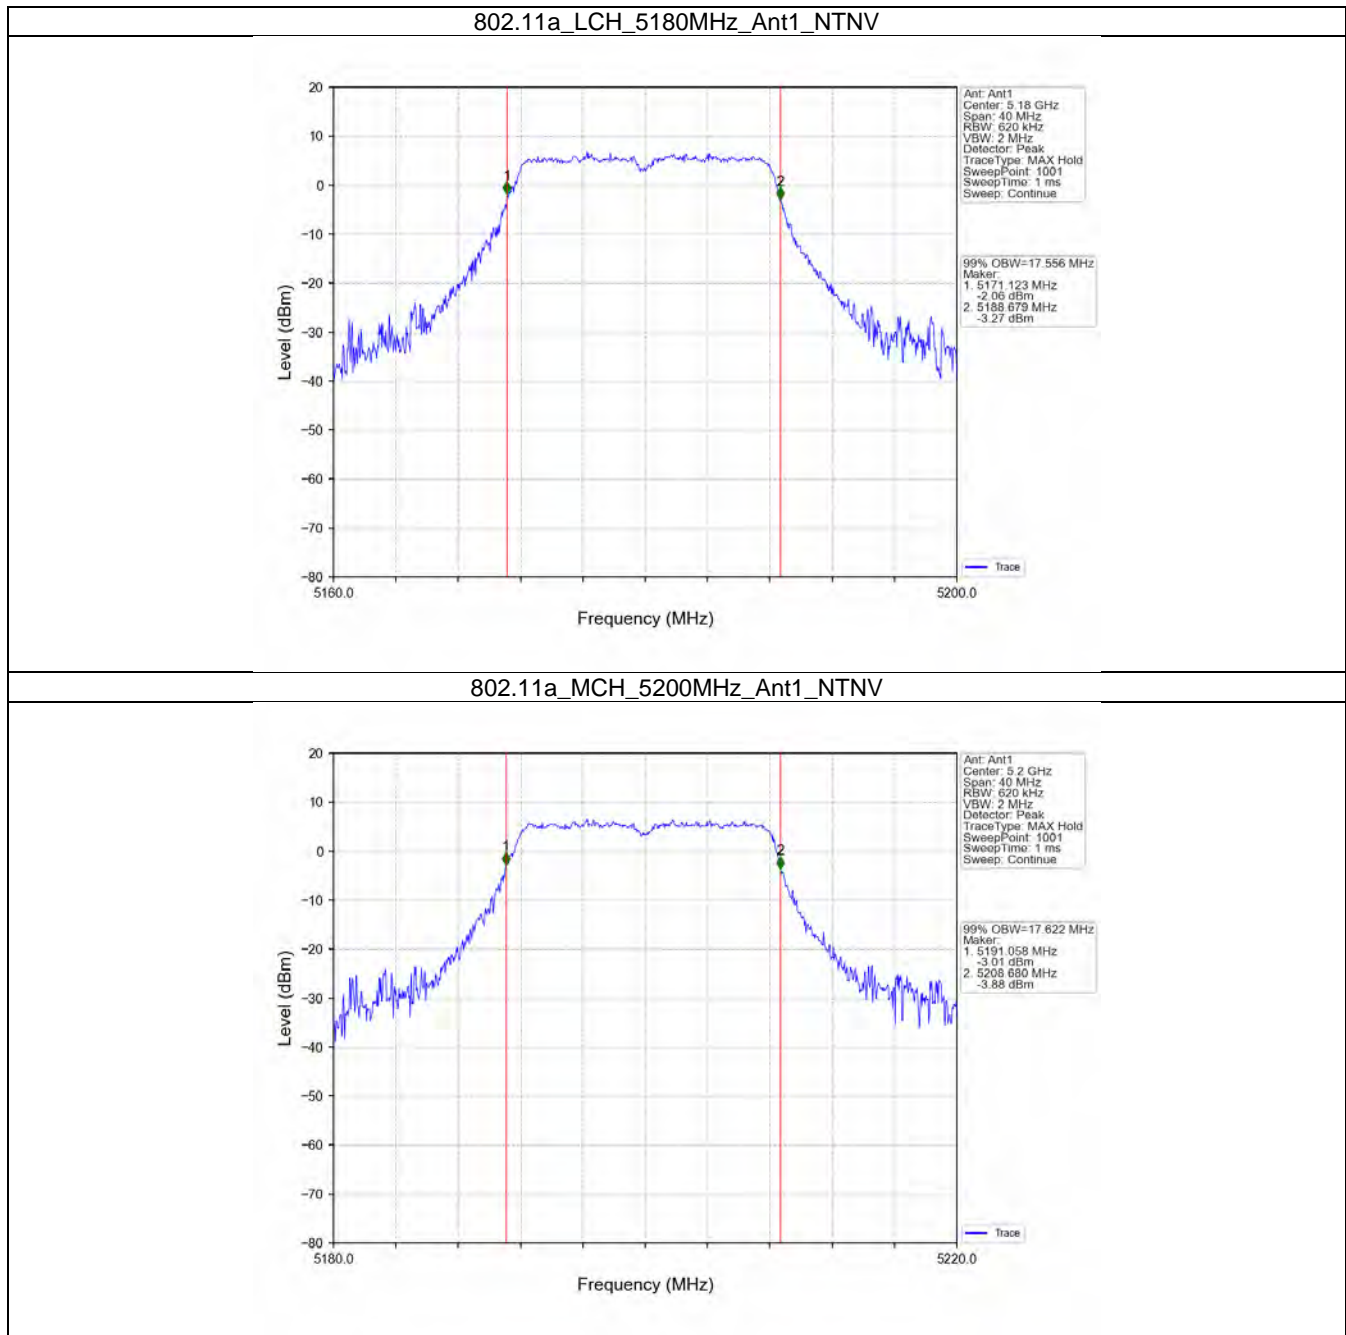 802.11a_LCH_5180MHz_Ant1_NTNV
20
10
0
−10
−20
−30
−40
−50
−60
−70
−80
Level (dBm)
1
2
5160.0
5200.0
Frequency (MHz)
Ant: Ant1
Center: 5.18 GHz
Span: 40 MHz
RBW: 620 kHz
VBW: 2 MHz
Detector: Peak
TraceType: MAX Hold
SweepPoint: 1001
SweepTime: 1 ms
Sweep: Continue
99% OBW=17.556 MHz
Maker:
1. 5171.123 MHz
-2.06 dBm
2. 5188.679 MHz
-3.27 dBm
Trace
802.11a_MCH_5200MHz_Ant1_NTNV
20
10
0
−10
−20
−30
−40
−50
−60
−70
−80
Level (dBm)
1
2
5180.0
5220.0
Frequency (MHz)
Ant: Ant1
Center: 5.2 GHz
Span: 40 MHz
RBW: 620 kHz
VBW: 2 MHz
Detector: Peak
TraceType: MAX Hold
SweepPoint: 1001
SweepTime: 1 ms
Sweep: Continue
99% OBW=17.622 MHz
Maker:
1. 5191.058 MHz
-3.01 dBm
2. 5208.680 MHz
-3.88 dBm
Trace